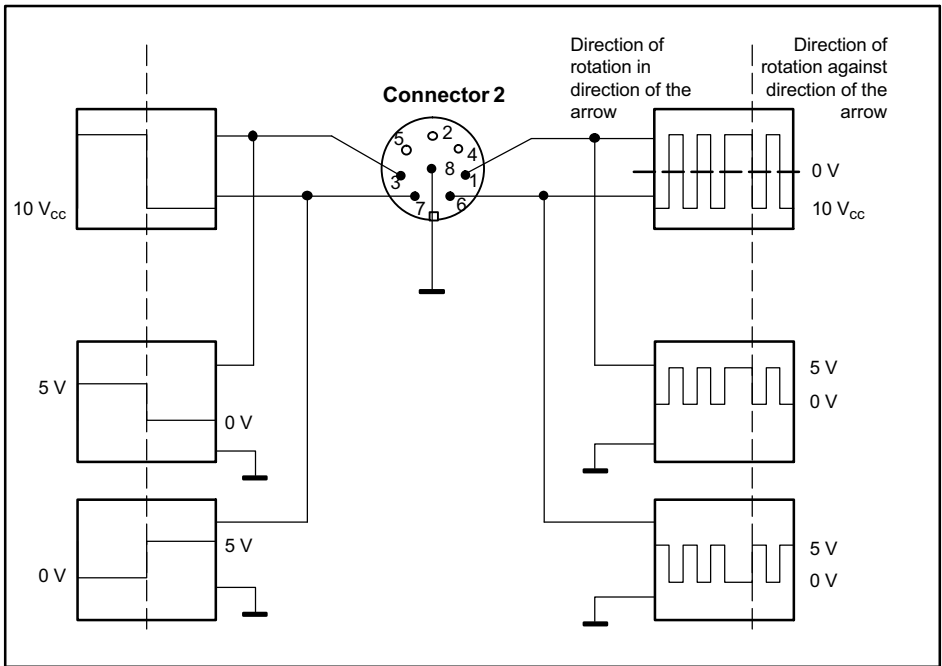 Direction of
rotation in
direction of the
arrow
Direction of
rotation against
direction of the
arrow
Connector 2
5
2
4
8
3
1
7
6
10 Vcc
0 V
10 Vcc
5 V
0 V
5 V
0 V
5 V
0 V
5 V
0 V